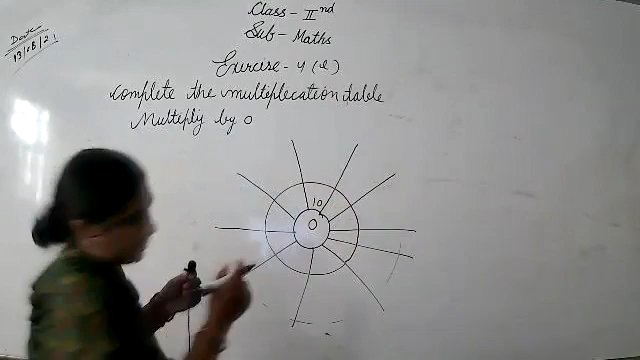 Date
13/08/21
Class - IInd
Sub - Maths
Exercise - 4 (e)
Complete the multiplecation table
Multiply by 0
10
0